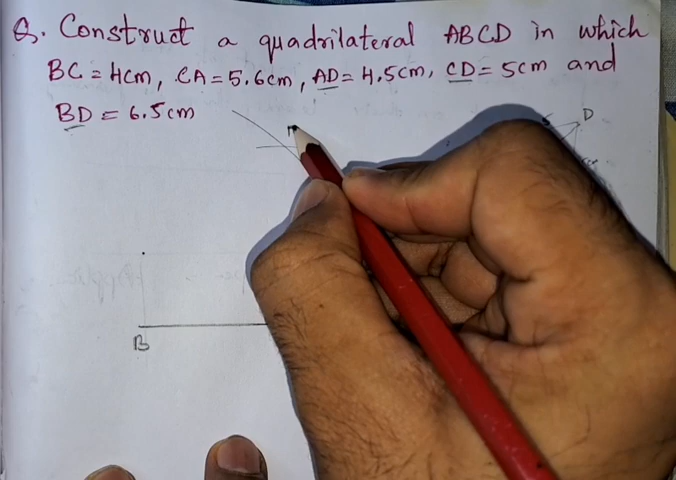 Q. Construct a quadrilateral ABCD in which
BC = 4cm, CA = 5.6cm, AD = 4.5cm, CD = 5cm and
BD = 6.5cm
D
B